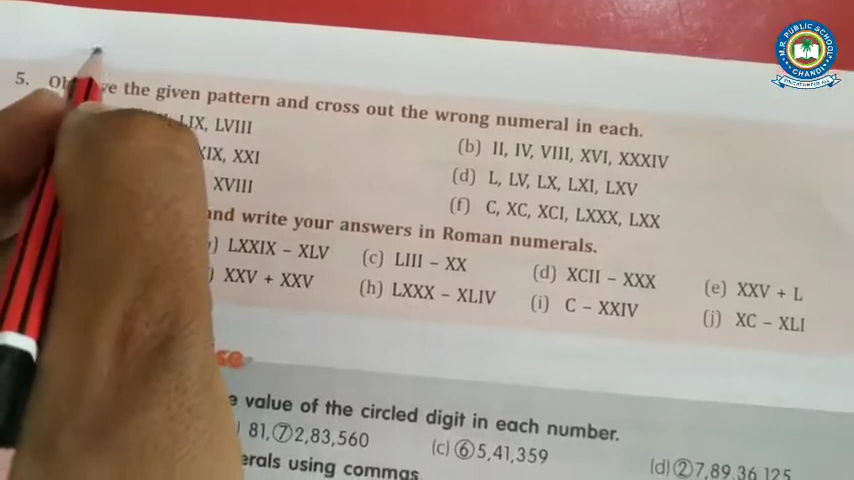 M.R. PUBLIC SCHOOL
CHANDI
5. the given pattern and cross out the wrong numeral in each.
LIX, LVIII
(b) II, IV, VIII, XVI, XXXIV
XIX, XXI
(d) L, LV, LX, LXI, LXV
XVIII
(f) C, XC, XCI, LXXX, LXX
and write your answers in Roman numerals.
) LXXIX – XLV (c) LIII – XX (d) XCII – XXX (e) XXV + L
) XXV + XXV (h) LXXX – XLIV (i) C – XXIV (j) XC – XLI
se
e value of the circled digit in each number.
) 81,⑦2,83,560 (c) ⑥5,41,359 (d) ②7,89,36,125
erals using commas.